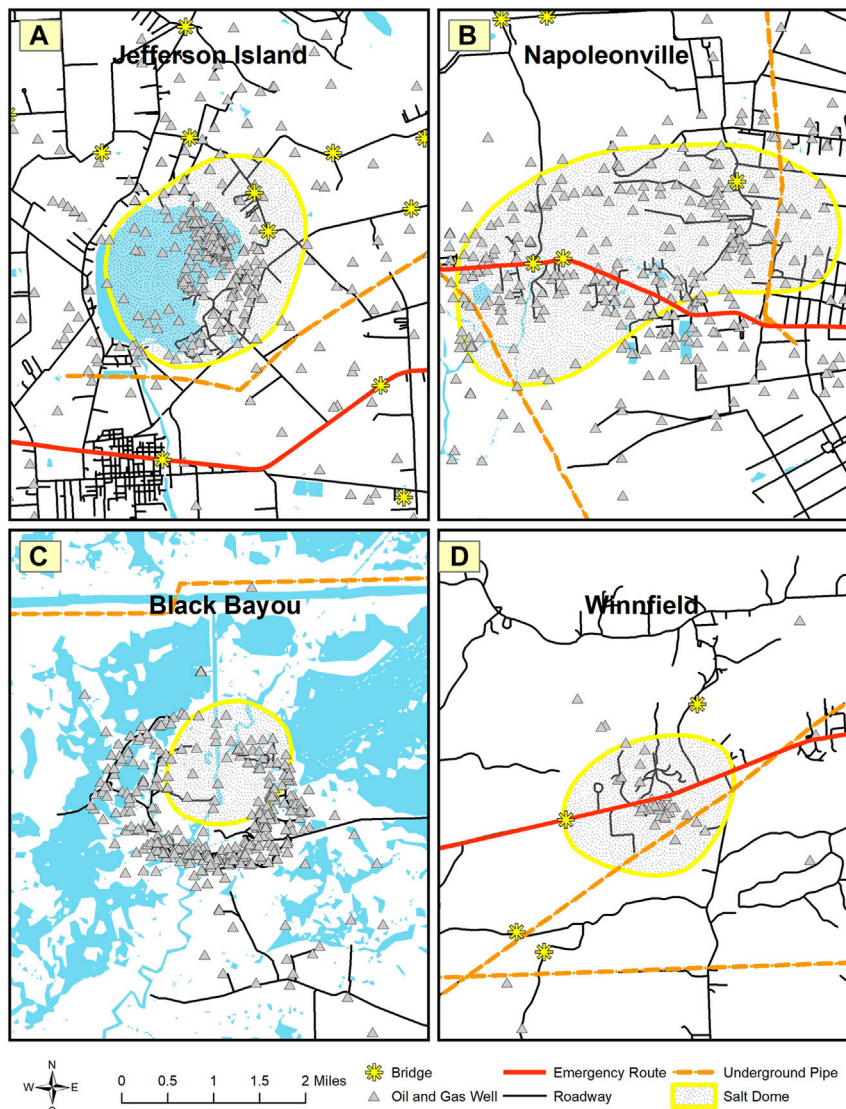 A
Jefferson Island
B
Napoleonville
C
Black Bayou
D
Winnfield
N
W E
0 0.5 1 1.5 2 Miles
Bridge
Oil and Gas Well
Emergency Route
Roadway
Underground Pipe
Salt Dome